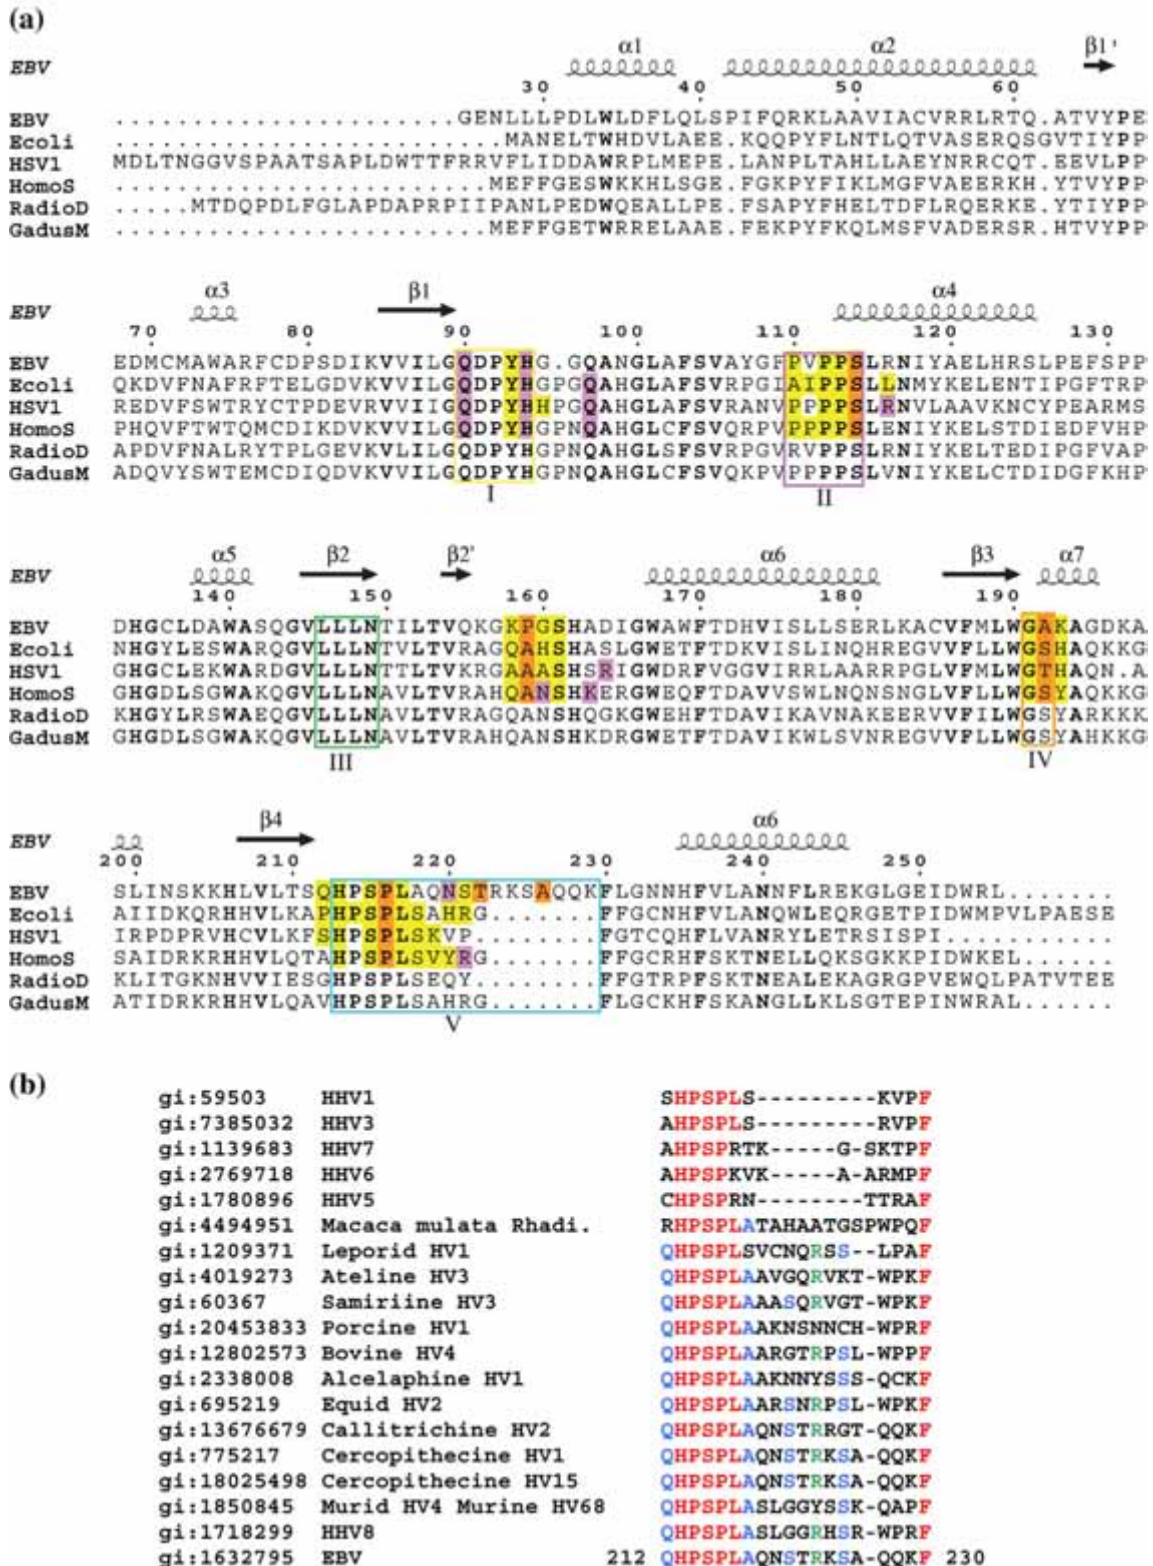 (a)
α1 α2 β1'
EBV
30 40 50 60
EBV ......................GENLLLPDLWLDFLQLSPIFQRKLAAVIACVRRLRTQ.ATVYPE
Ecoli ........................MANELTWHDVLAEE.KQQPYFLNTLQTVASERQSGVTIYPP
HSV1 MDLTNGGVSPAATSAPLDWTTFRRVFLIDDAWRPLMEPE.LANPLTAHLLAEYNRRCQT.EEVLPP
HomoS ........................MEFFGESWKKHLSGE.FGKPYFIKLMGFVAEERKH.YTVYPP
RadioD .....MTDQPDLFGLAPDAPRPIIPANLPEDWQEALLPE.FSAPYFHELTDFLRQERKE.YTVYPP
GadusM ........................MEFFGETWRRELAAE.FEKPYFKQLMSFVADERSR.HTVYPP
α3 β1 α4
EBV
70 80 90 100 110 120 130
EBV EDMCMAWARFCDPSDIKVVILGQDPYHG.GQANGLAFSVAYGFPVPPSLRNIYAELHRSLPEFSPP
Ecoli QKDVFNAFRFTELGDVKVVILGQDPYHGPGQAHGLAFSVRPGIAIPPSLLNMYKELENTIPGFTRP
HSV1 REDVFSWTRYCTPDEVRVVIIGQDPYHHPGQAHGLAFSVRANVPPPPSLRNVLAAVKNCYPEARMS
HomoS PHQVFTWTQMCDIKDVKVVILGQDPYHGPNQAHGLCFSVQRPVPPPPSLENIYKELSTDIEDFVHP
RadioD APDVFNALRYTPLGEVKVLILGQDPYHGPNQAHGLSFSVRPGVRVPPSLRNIYKELTEDIPGFVAP
GadusM ADQVYSWTEMCDIQDVKVVILGQDPYHGPNQAHGLCFSVQKPVPPPPSLVNIYKELCTDIDGFKHP
I II
α5 β2 β2' α6 β3 α7
EBV
140 150 160 170 180 190
EBV DHGCLDAWASQGVLLLNTILTVQKGKPGSHADIGWAWFTDHVISLLSERLKACVFMLWGAKAGDKA
Ecoli NHGYLESWARQGVLLLNTVLTVRAGQAHSHASLGWETFTDKVISLINQHREGVVFLLWGSHAQKKG
HSV1 GHGCLEKWARDGVLLLNTTLTVKRGAAASHSRIGWDRFVGGVIRRLAARRPGLVFMLWGTHAQN.A
HomoS GHGDLSGWAKQGVLLLNAVLTVRAHQANSHKERGWEQFTDAVVSWLNQNSNGLVFLLWGSYAQKKG
RadioD KHGYLRSWAEQGVLLLNAVLTVRAGQANSHQGKGWEHFTDAVIKAVNAKEERVVFILWGSYARKKK
GadusM GHGDLSGWAKQGVLLLNAVLTVRAHQANSHKDRGWETFTDAVIKWLSVNREGVVFLLWGSYAHKKG
III IV
β4 α6
EBV
200 210 220 230 240 250
EBV SLINSKKHLVLTSQHPSPLAQNSTRKSAQQKFLGNNHFVLANNFLREKGLGEIDWRL
Ecoli AIIDKQRHHVLKAPHPSPLSAHRG.......FFGCNHFVLANQWLEQRGETPIDWMPVLPAESE
HSV1 IRPDPRVHCVLKFSHPSPLSKVP........FGTCQHFLVANRYLETRSISPI...........
HomoS SAIDRKRHHVLQTAHPSPLSVYRG.......FFGCRHFSKTNELLQKSGKKPIDWKEL......
RadioD KLITGKNHVVIESGHPSPLSEQY........FFGTRPFSKTNEALEKAGRGPVEWQLPATVTEE
GadusM ATIDRKRHHVLQAVHPSPLSAHRG.......FLGCKHFSKANGLLKLSGTEPINWRAL......
V
(b)
gi:59503 HHV1 SHPSPLS---------KVPF
gi:7385032 HHV3 AHPSPLS---------RVPF
gi:1139683 HHV7 AHPSPRTK-----G-SKTPF
gi:2769718 HHV6 AHPSPKVK-----A-ARMPF
gi:1780896 HHV5 CHPSPRN--------TTRAF
gi:4494951 Macaca mulata Rhadi. RHPSPLATAHAATGSPWPQF
gi:1209371 Leporid HV1 QHPSPLSVCNQRSS--LPAF
gi:4019273 Ateline HV3 QHPSPLAAVGQRVKT-WPKF
gi:60367 Samiriine HV3 QHPSPLAAASQRVGT-WPKF
gi:20453833 Porcine HV1 QHPSPLAAKNSNNCH-WPRF
gi:12802573 Bovine HV4 QHPSPLAARGTRPSL-WPPF
gi:2338008 Alcelaphine HV1 QHPSPLAAKNNYSSS-QCKF
gi:695219 Equid HV2 QHPSPLAARSNRPSL-WPKF
gi:13676679 Callitrichine HV2 QHPSPLAQNSTRRGT-QQKF
gi:775217 Cercopithecine HV1 QHPSPLAQNSTRKSA-QQKF
gi:18025498 Cercopithecine HV15 QHPSPLAQNSTRKSA-QQKF
gi:1850845 Murid HV4 Murine HV68 QHPSPLASLGGYSSK-QAPF
gi:1718299 HHV8 QHPSPLASLGGRHSR-WPRF
gi:1632795 EBV 212 QHPSPLAQNSTRKSA-QQKF 230